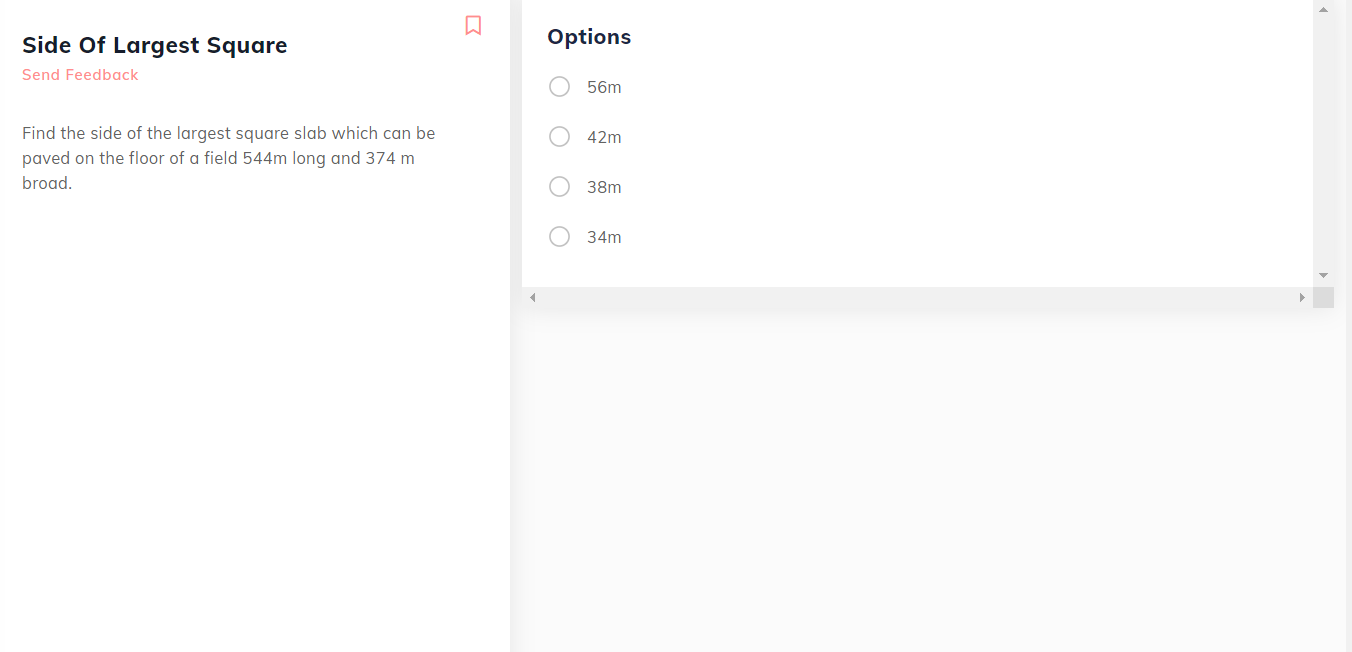 Side Of Largest Square
Send Feedback
Find the side of the largest square slab which can be
paved on the floor of a field 544m long and 374 m
broad.
Options
56m
42m
38m
34m